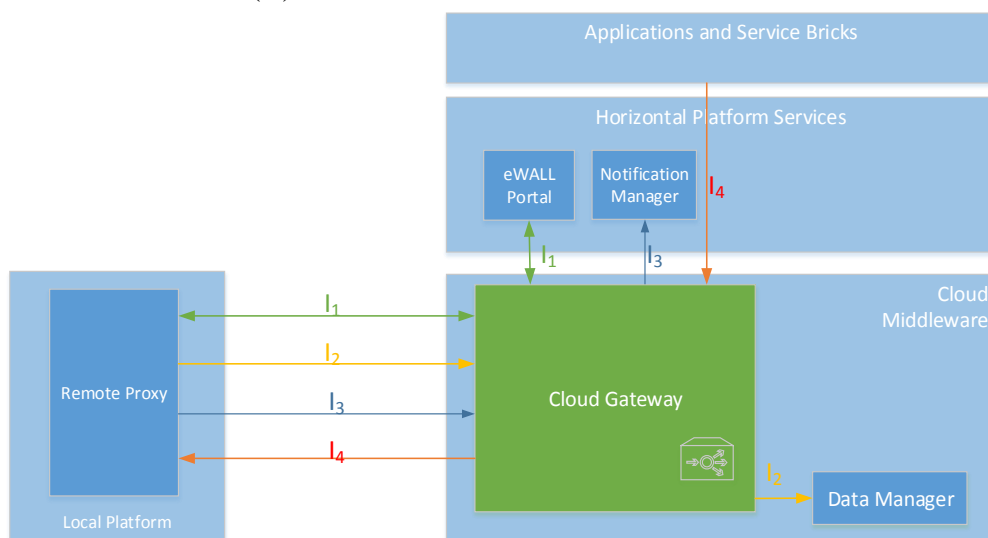 Applications and Service Bricks
Horizontal Platform Services
eWALL
Portal
Notification
Manager
I4
I1
I3
Cloud
Middleware
I1
I2
Remote Proxy
I3
Cloud Gateway
I4
I2
Data Manager
Local Platform